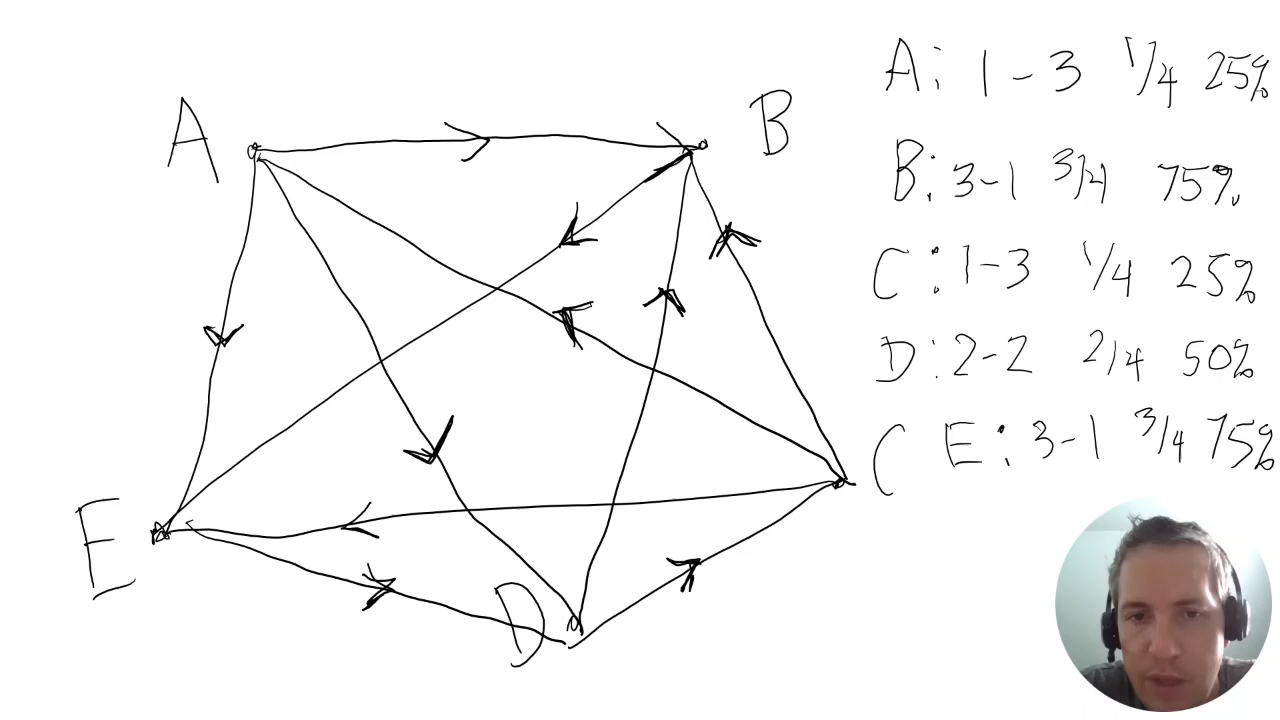 A
B
C
D
E
A: 1-3 1/4 25%
B: 3-1 3/4 75%
C: 1-3 1/4 25%
D: 2-2 2/4 50%
E: 3-1 3/4 75%